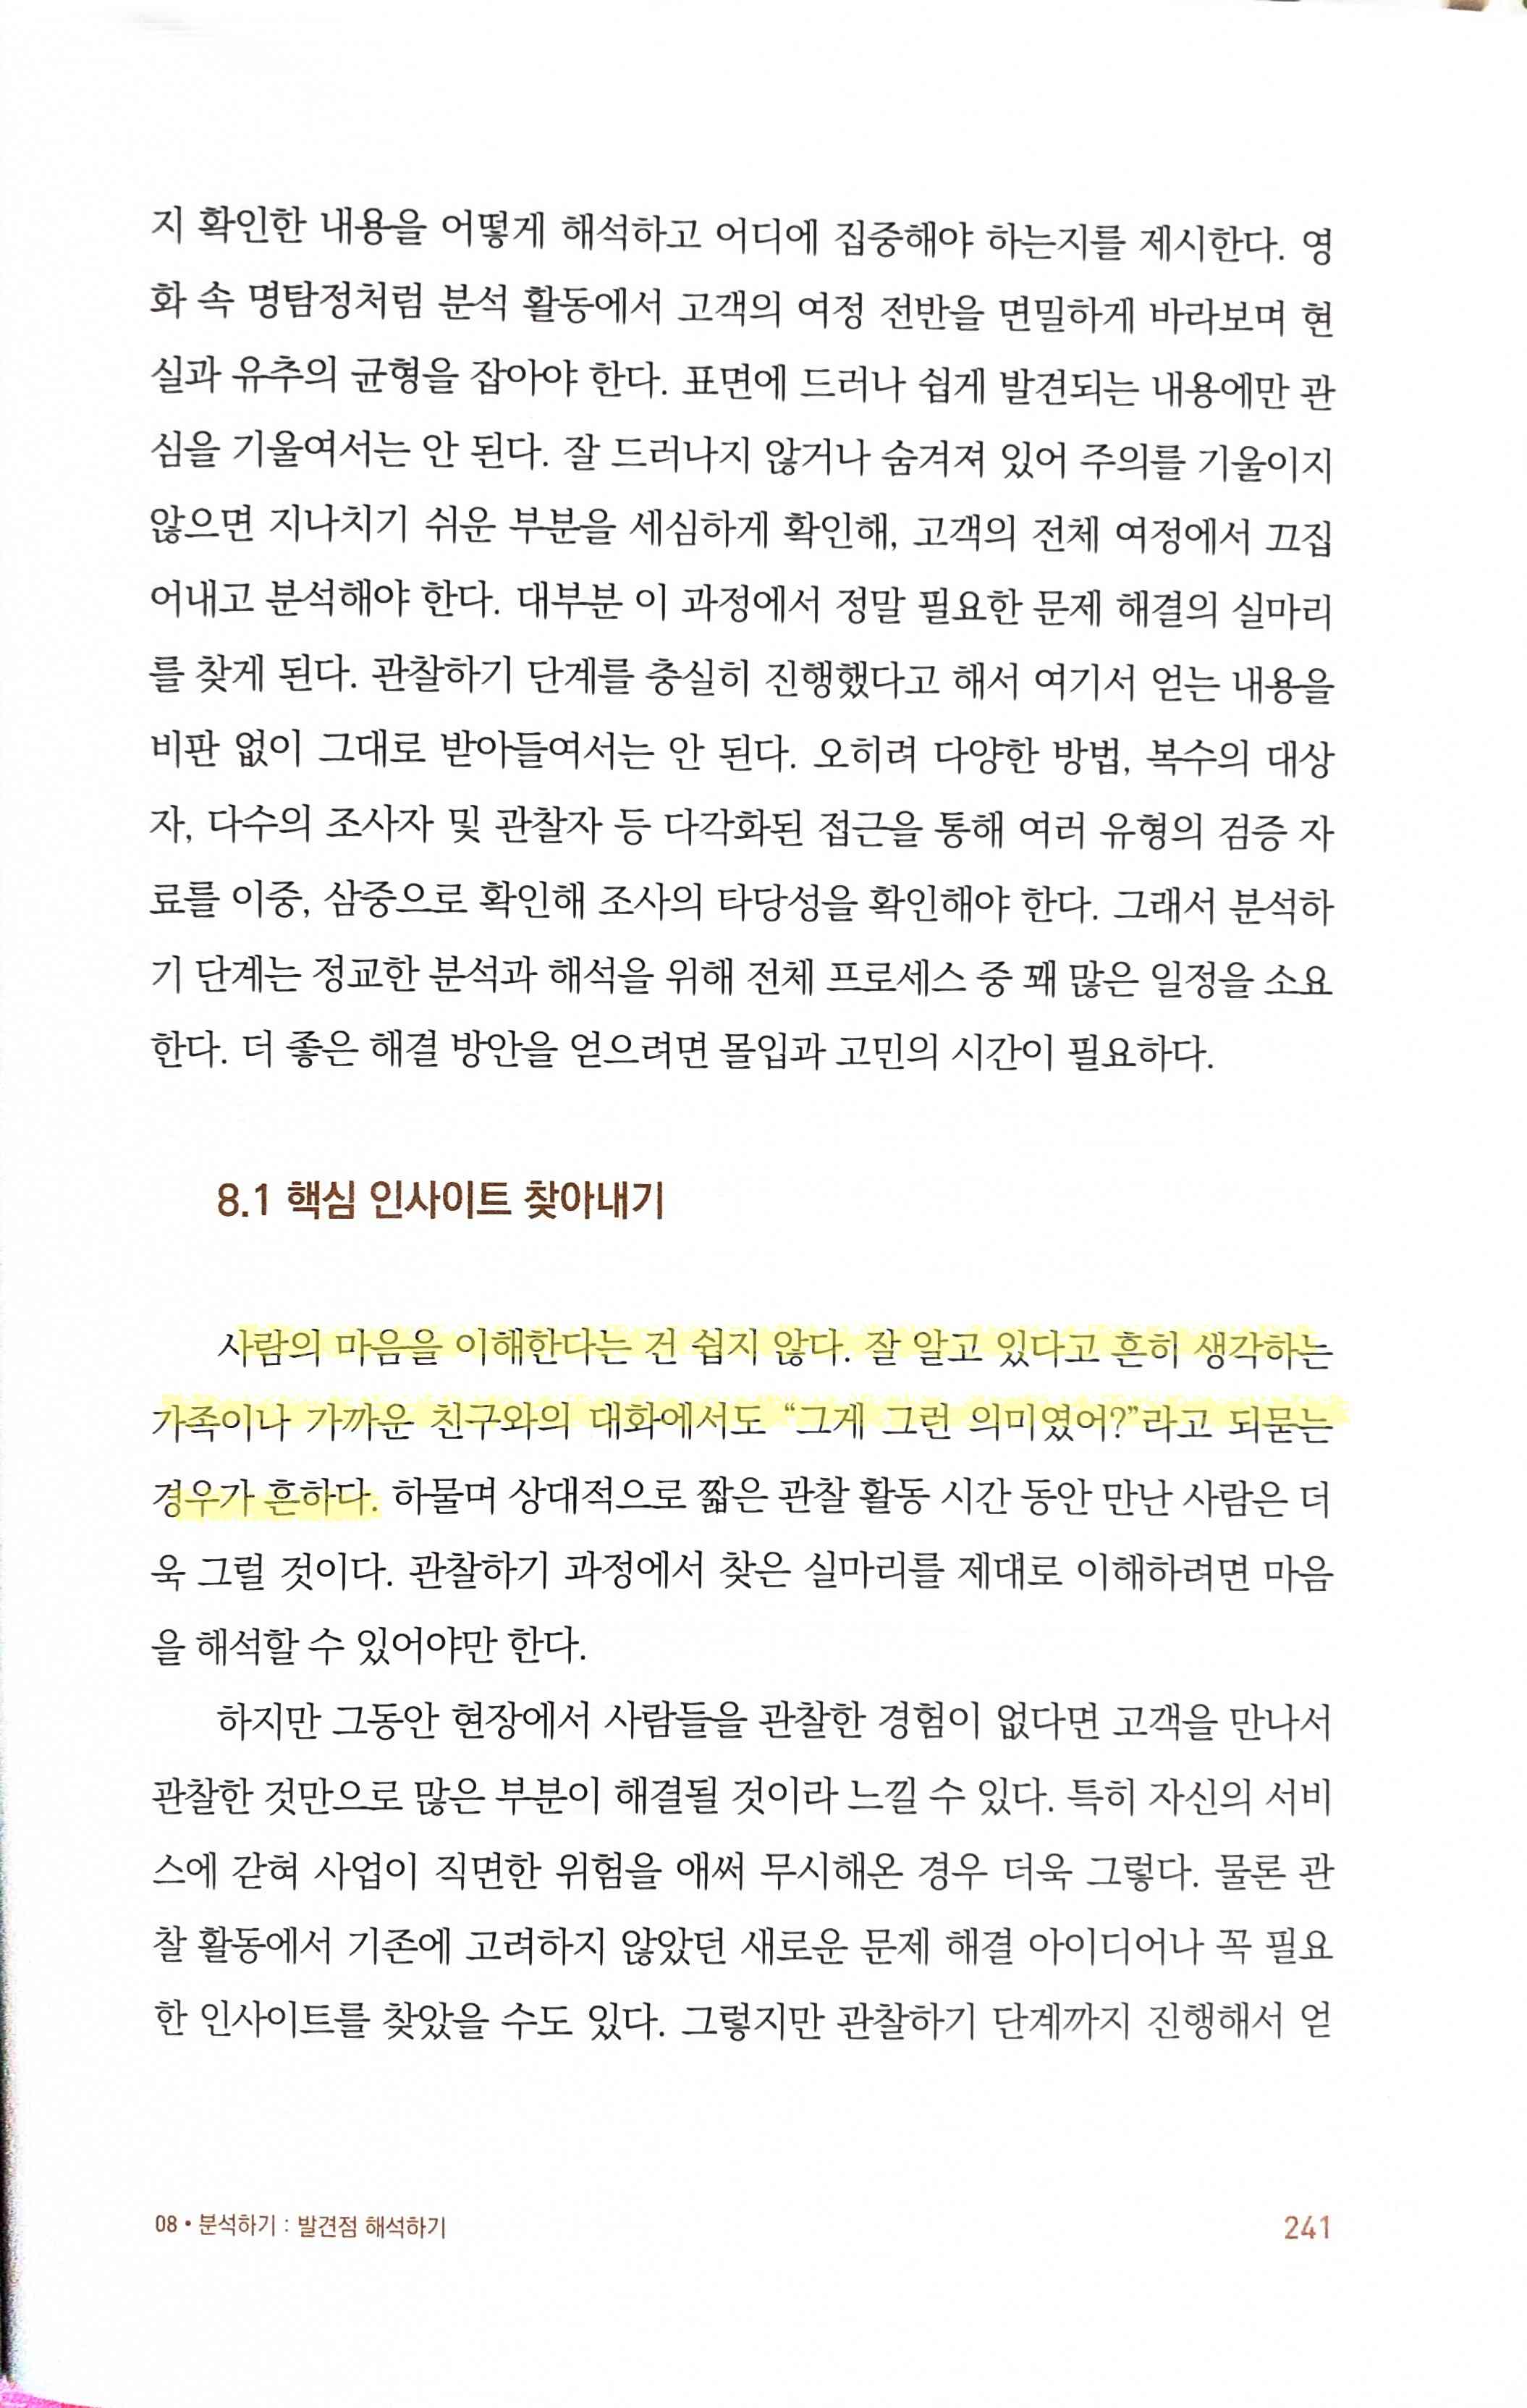 지 확인한 내용을 어떻게 해석하고 어디에 집중해야 하는지를 제시한다. 영
화 속 명탐정처럼 분석 활동에서 고객의 여정 전반을 면밀하게 바라보며 현
실과 유추의 균형을 잡아야 한다. 표면에 드러나 쉽게 발견되는 내용에만 관
심을 기울여서는 안 된다. 잘 드러나지 않거나 숨겨져 있어 주의를 기울이지
않으면 지나치기 쉬운 부분을 세심하게 확인해, 고객의 전체 여정에서 끄집
어내고 분석해야 한다. 대부분 이 과정에서 정말 필요한 문제 해결의 실마리
를 찾게 된다. 관찰하기 단계를 충실히 진행했다고 해서 여기서 얻는 내용을
비판 없이 그대로 받아들여서는 안 된다. 오히려 다양한 방법, 복수의 대상
자, 다수의 조사자 및 관찰자 등 다각화된 접근을 통해 여러 유형의 검증 자
료를 이중, 삼중으로 확인해 조사의 타당성을 확인해야 한다. 그래서 분석하
기 단계는 정교한 분석과 해석을 위해 전체 프로세스 중 꽤 많은 일정을 소요
한다. 더 좋은 해결 방안을 얻으려면 몰입과 고민의 시간이 필요하다.
8.1 핵심 인사이트 찾아내기
사람의 마음을 이해한다는 건 쉽지 않다. 잘 알고 있다고 흔히 생각하는
가족이나 가까운 친구와의 대화에서도 “그게 그런 의미였어?”라고 되묻는
경우가 흔하다. 하물며 상대적으로 짧은 관찰 활동 시간 동안 만난 사람은 더
욱 그럴 것이다. 관찰하기 과정에서 찾은 실마리를 제대로 이해하려면 마음
을 해석할 수 있어야만 한다.
하지만 그동안 현장에서 사람들을 관찰한 경험이 없다면 고객을 만나서
관찰한 것만으로 많은 부분이 해결될 것이라 느낄 수 있다. 특히 자신의 서비
스에 갇혀 사업이 직면한 위험을 애써 무시해온 경우 더욱 그렇다. 물론 관
찰 활동에서 기존에 고려하지 않았던 새로운 문제 해결 아이디어나 꼭 필요
한 인사이트를 찾았을 수도 있다. 그렇지만 관찰하기 단계까지 진행해서 얻
08 • 분석하기 : 발견점 해석하기
241